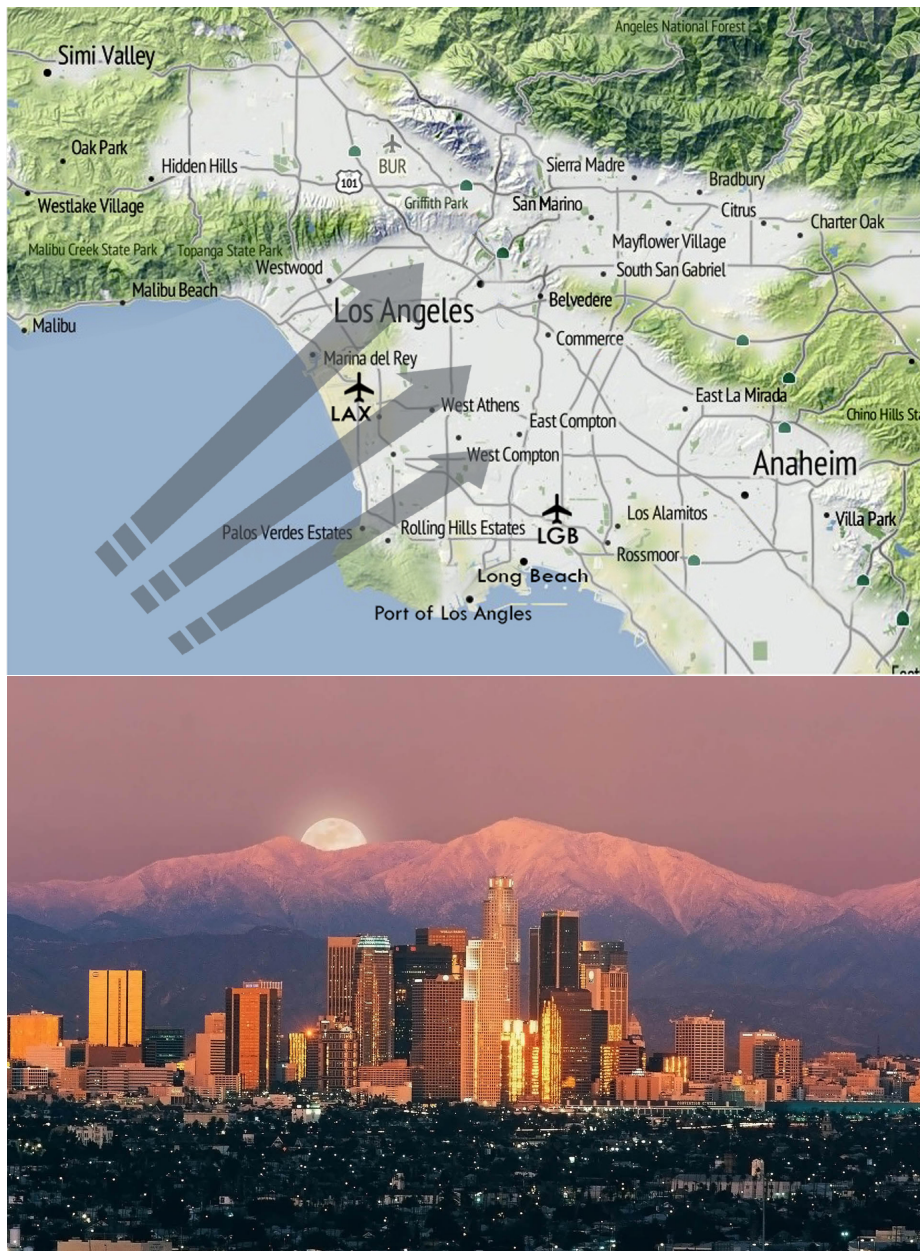 Angeles National Forest
Simi Valley
Oak Park
Hidden Hills
BUR
101
Sierra Madre
Bradbury
Westlake Village
Griffith Park
San Marino
Citrus
Charter Oak
Mayflower Village
Malibu Creek State Park
Topanga State Park
Westwood
South San Gabriel
Malibu Beach
Los Angeles
Belvedere
Malibu
Commerce
Marina del Rey
LAX
West Athens
East La Mirada
East Compton
Chino Hills Sta
West Compton
Anaheim
Palos Verdes Estates
Rolling Hills Estates
LGB
Los Alamitos
Villa Park
Rossmoor
Long Beach
Port of Los Angles